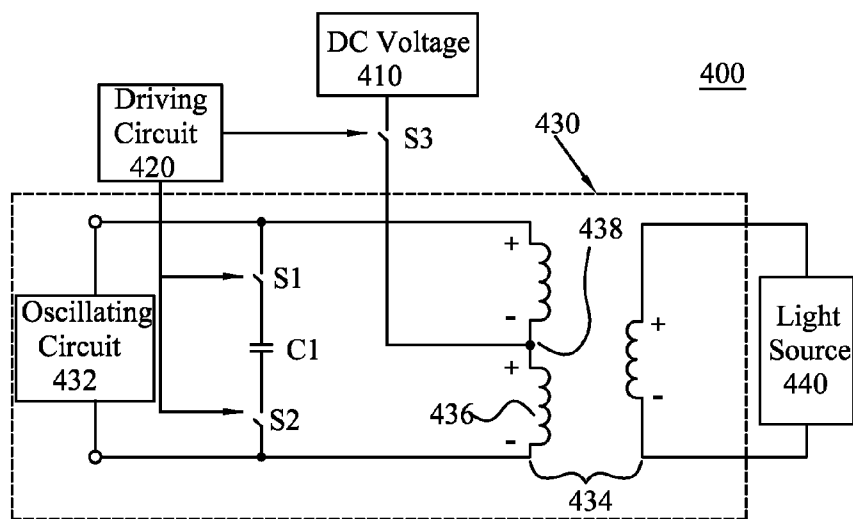 DC Voltage
410
400
Driving
Circuit
420
S3
430
438
+
S1
-
+
Oscillating
Circuit
432
C1
+
Light
Source
440
436
-
S2
-
434